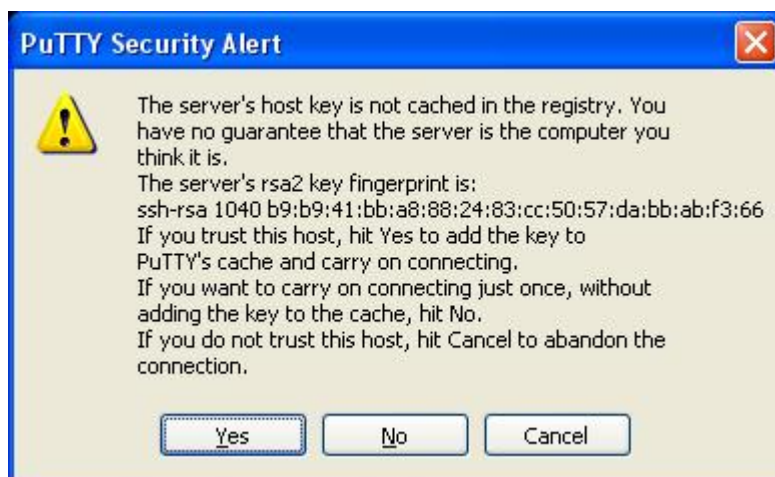 PuTTY Security Alert
The server's host key is not cached in the registry. You
have no guarantee that the server is the computer you
think it is.
The server's rsa2 key fingerprint is:
ssh-rsa 1040 b9:b9:41:bb:a8:88:24:83:cc:50:57:da:bb:ab:f3:66
If you trust this host, hit Yes to add the key to
PuTTY's cache and carry on connecting.
If you want to carry on connecting just once, without
adding the key to the cache, hit No.
If you do not trust this host, hit Cancel to abandon the
connection.
Yes No Cancel